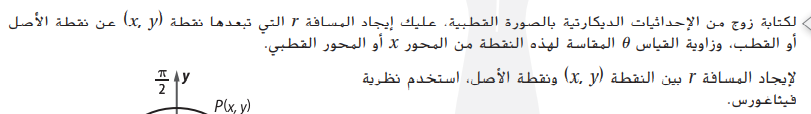 لكتابة زوج من الإحداثيات الديكارتية بالصورة القطبية، عليك إيجاد المسافة r التي تبعدها نقطة (x, y) عن نقطة الأصل
أو القطب، وزاوية القياس θ المقاسة لهذه النقطة من المحور x أو المحور القطبي.
لإيجاد المسافة r بين النقطة (x, y) ونقطة الأصل، استخدم نظرية
فيثاغورس.
π/2 y
P(x, y)